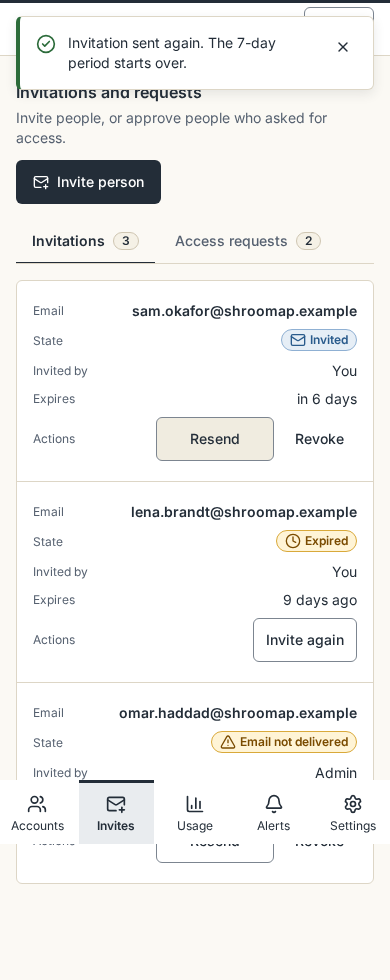 Invitation sent again. The 7-day
period starts over.
Invitations and requests
Invite people, or approve people who asked for
access.
Invite person
Invitations 3 Access requests 2
Email sam.okafor@shroomap.example
State Invited
Invited by You
Expires in 6 days
Actions Resend Revoke
Email lena.brandt@shroomap.example
State Expired
Invited by You
Expires 9 days ago
Actions Invite again
Email omar.haddad@shroomap.example
State Email not delivered
Invited by Admin
Accounts Invites Usage Alerts Settings
Actions Resend Revoke